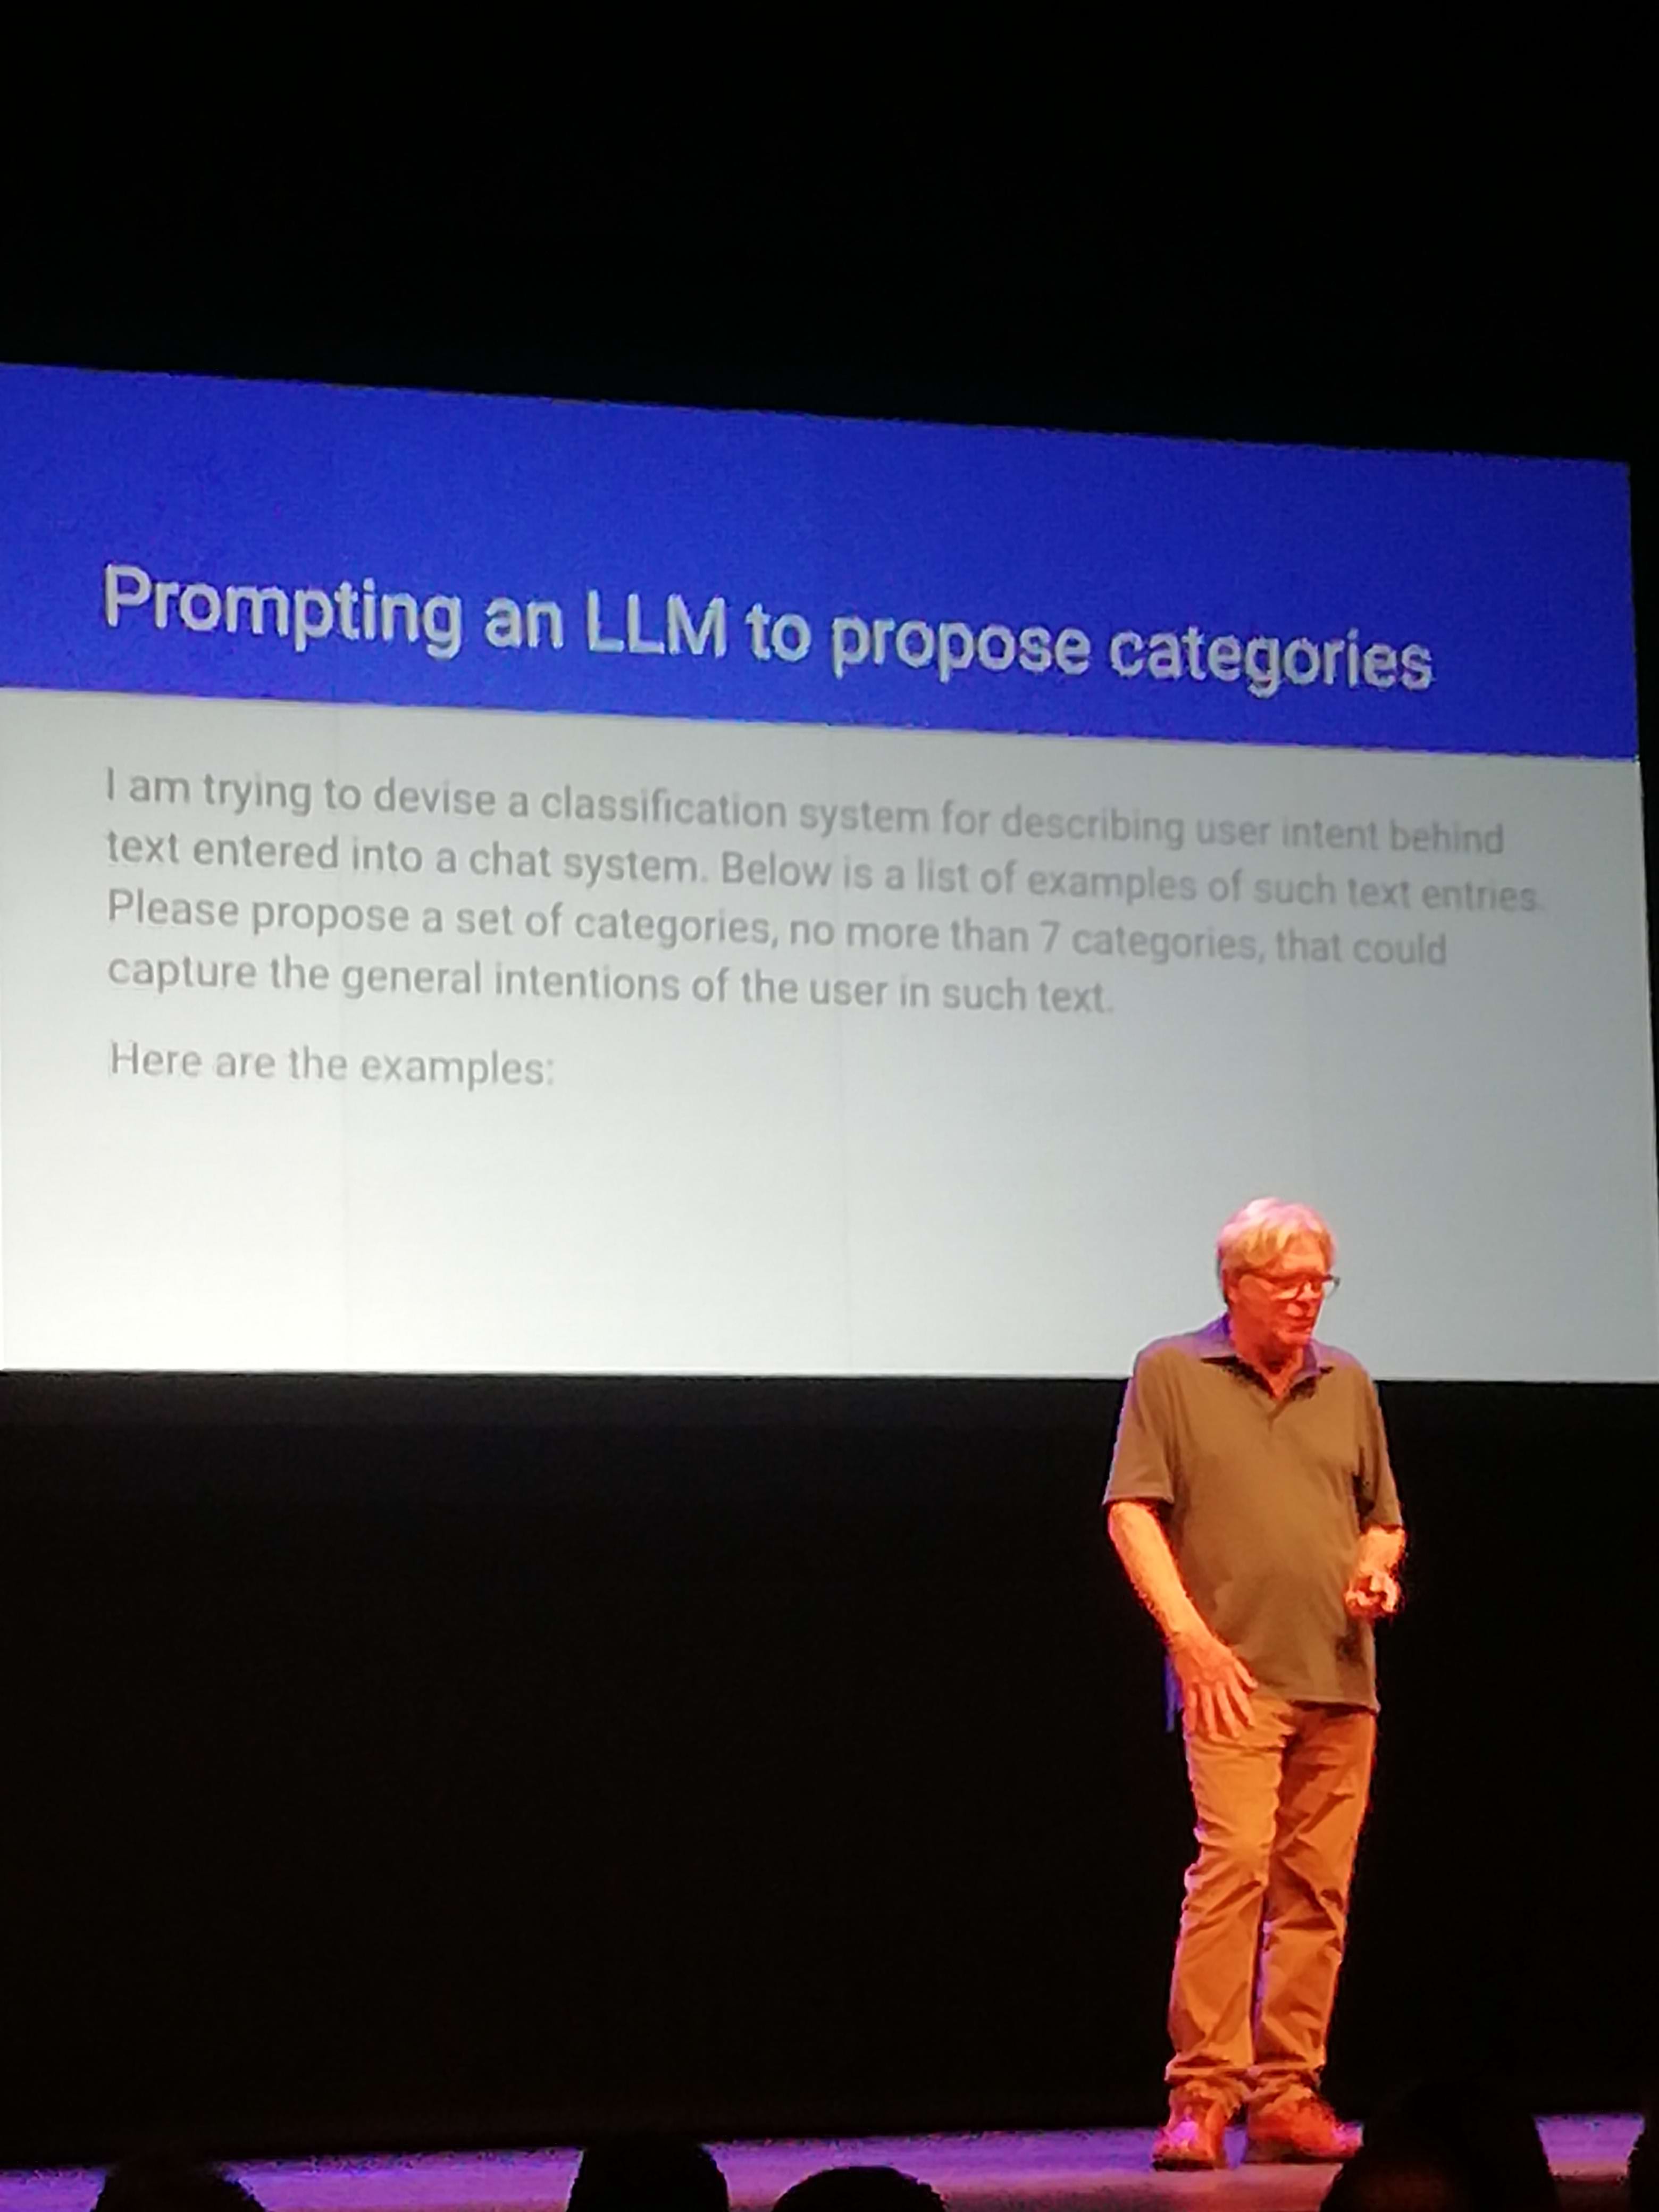 Prompting an LLM to propose categories
I am trying to devise a classification system for describing user intent behind
text entered into a chat system. Below is a list of examples of such text entries.
Please propose a set of categories, no more than 7 categories, that could
capture the general intentions of the user in such text.
Here are the examples: